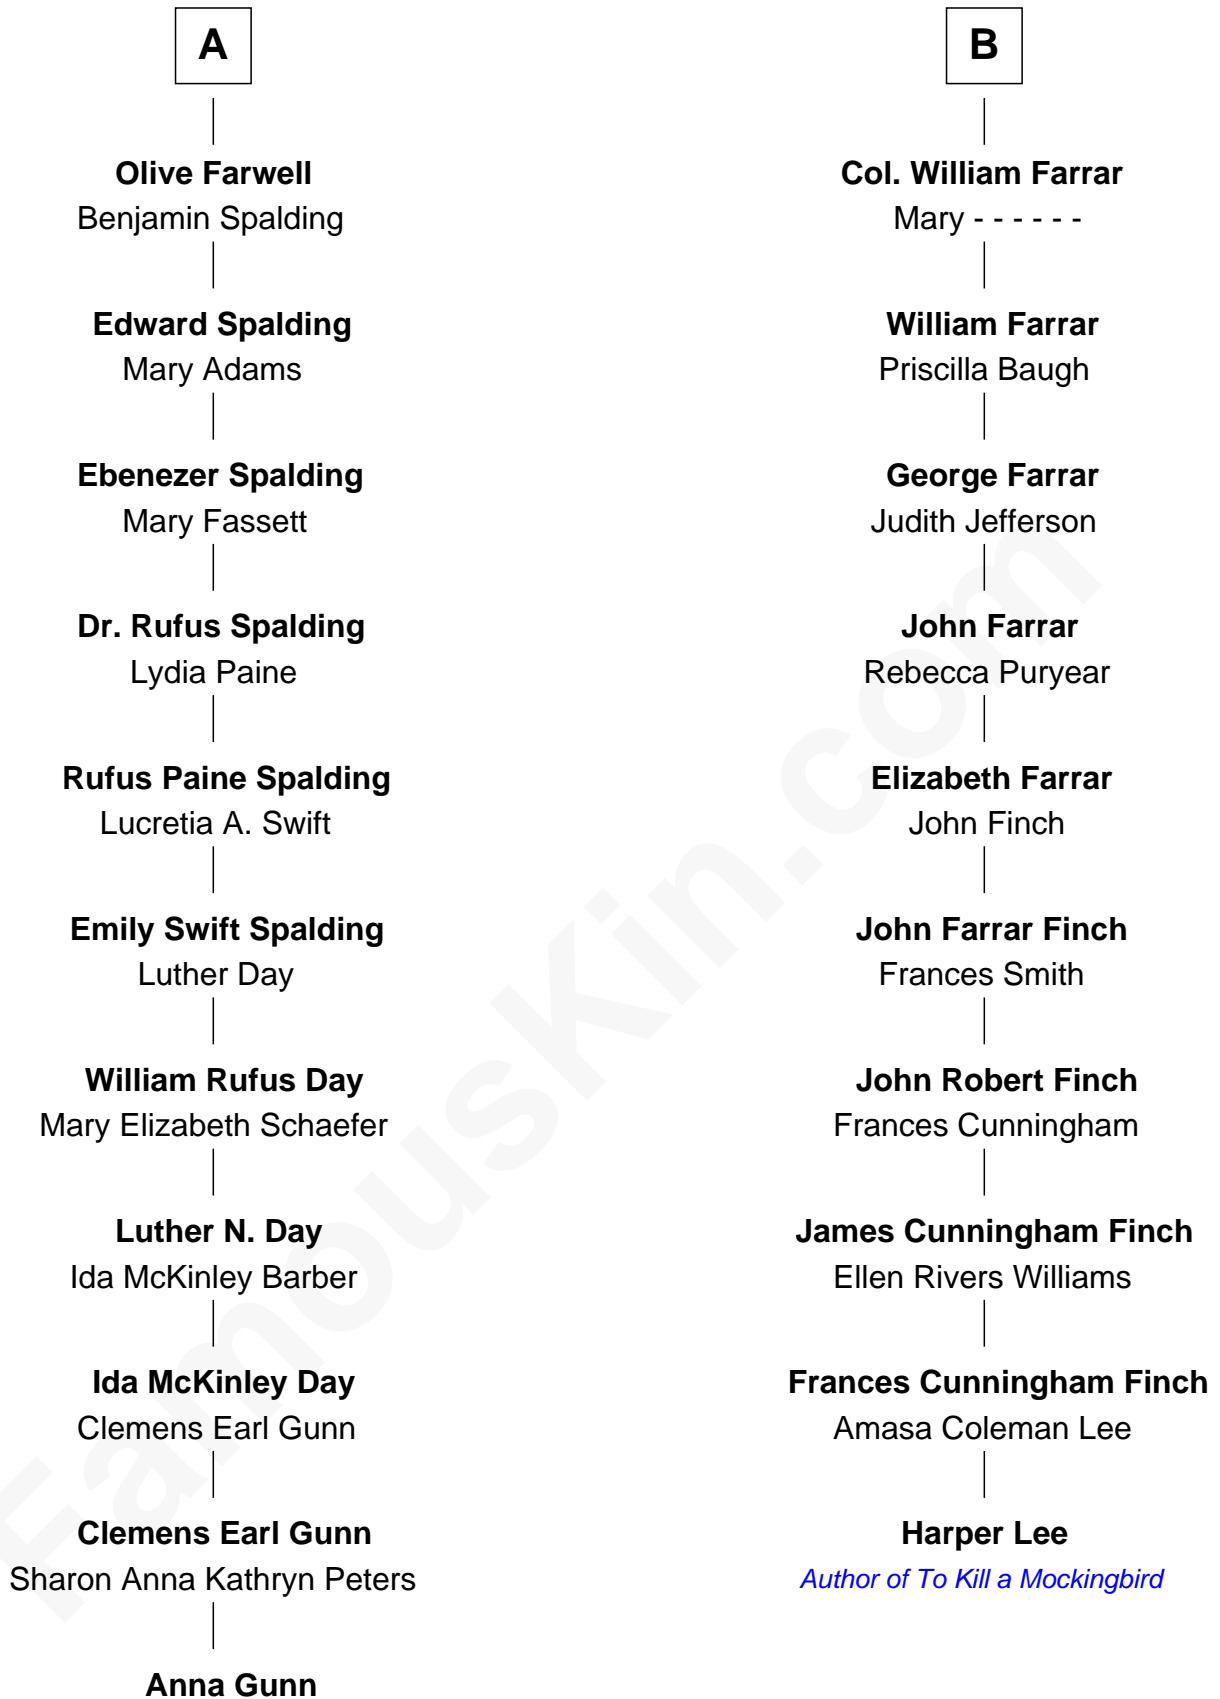 A
Olive Farwell
Benjamin Spalding
Edward Spalding
Mary Adams
Ebenezer Spalding
Mary Fassett
Dr. Rufus Spalding
Lydia Paine
Rufus Paine Spalding
Lucretia A. Swift
Emily Swift Spalding
Luther Day
William Rufus Day
Mary Elizabeth Schaefer
Luther N. Day
Ida McKinley Barber
Ida McKinley Day
Clemens Earl Gunn
Clemens Earl Gunn
Sharon Anna Kathryn Peters
Anna Gunn
B
Col. William Farrar
Mary - - - - - -
William Farrar
Priscilla Baugh
George Farrar
Judith Jefferson
John Farrar
Rebecca Puryear
Elizabeth Farrar
John Finch
John Farrar Finch
Frances Smith
John Robert Finch
Frances Cunningham
James Cunningham Finch
Ellen Rivers Williams
Frances Cunningham Finch
Amasa Coleman Lee
Harper Lee
Author of To Kill a Mockingbird
FamousKin.com